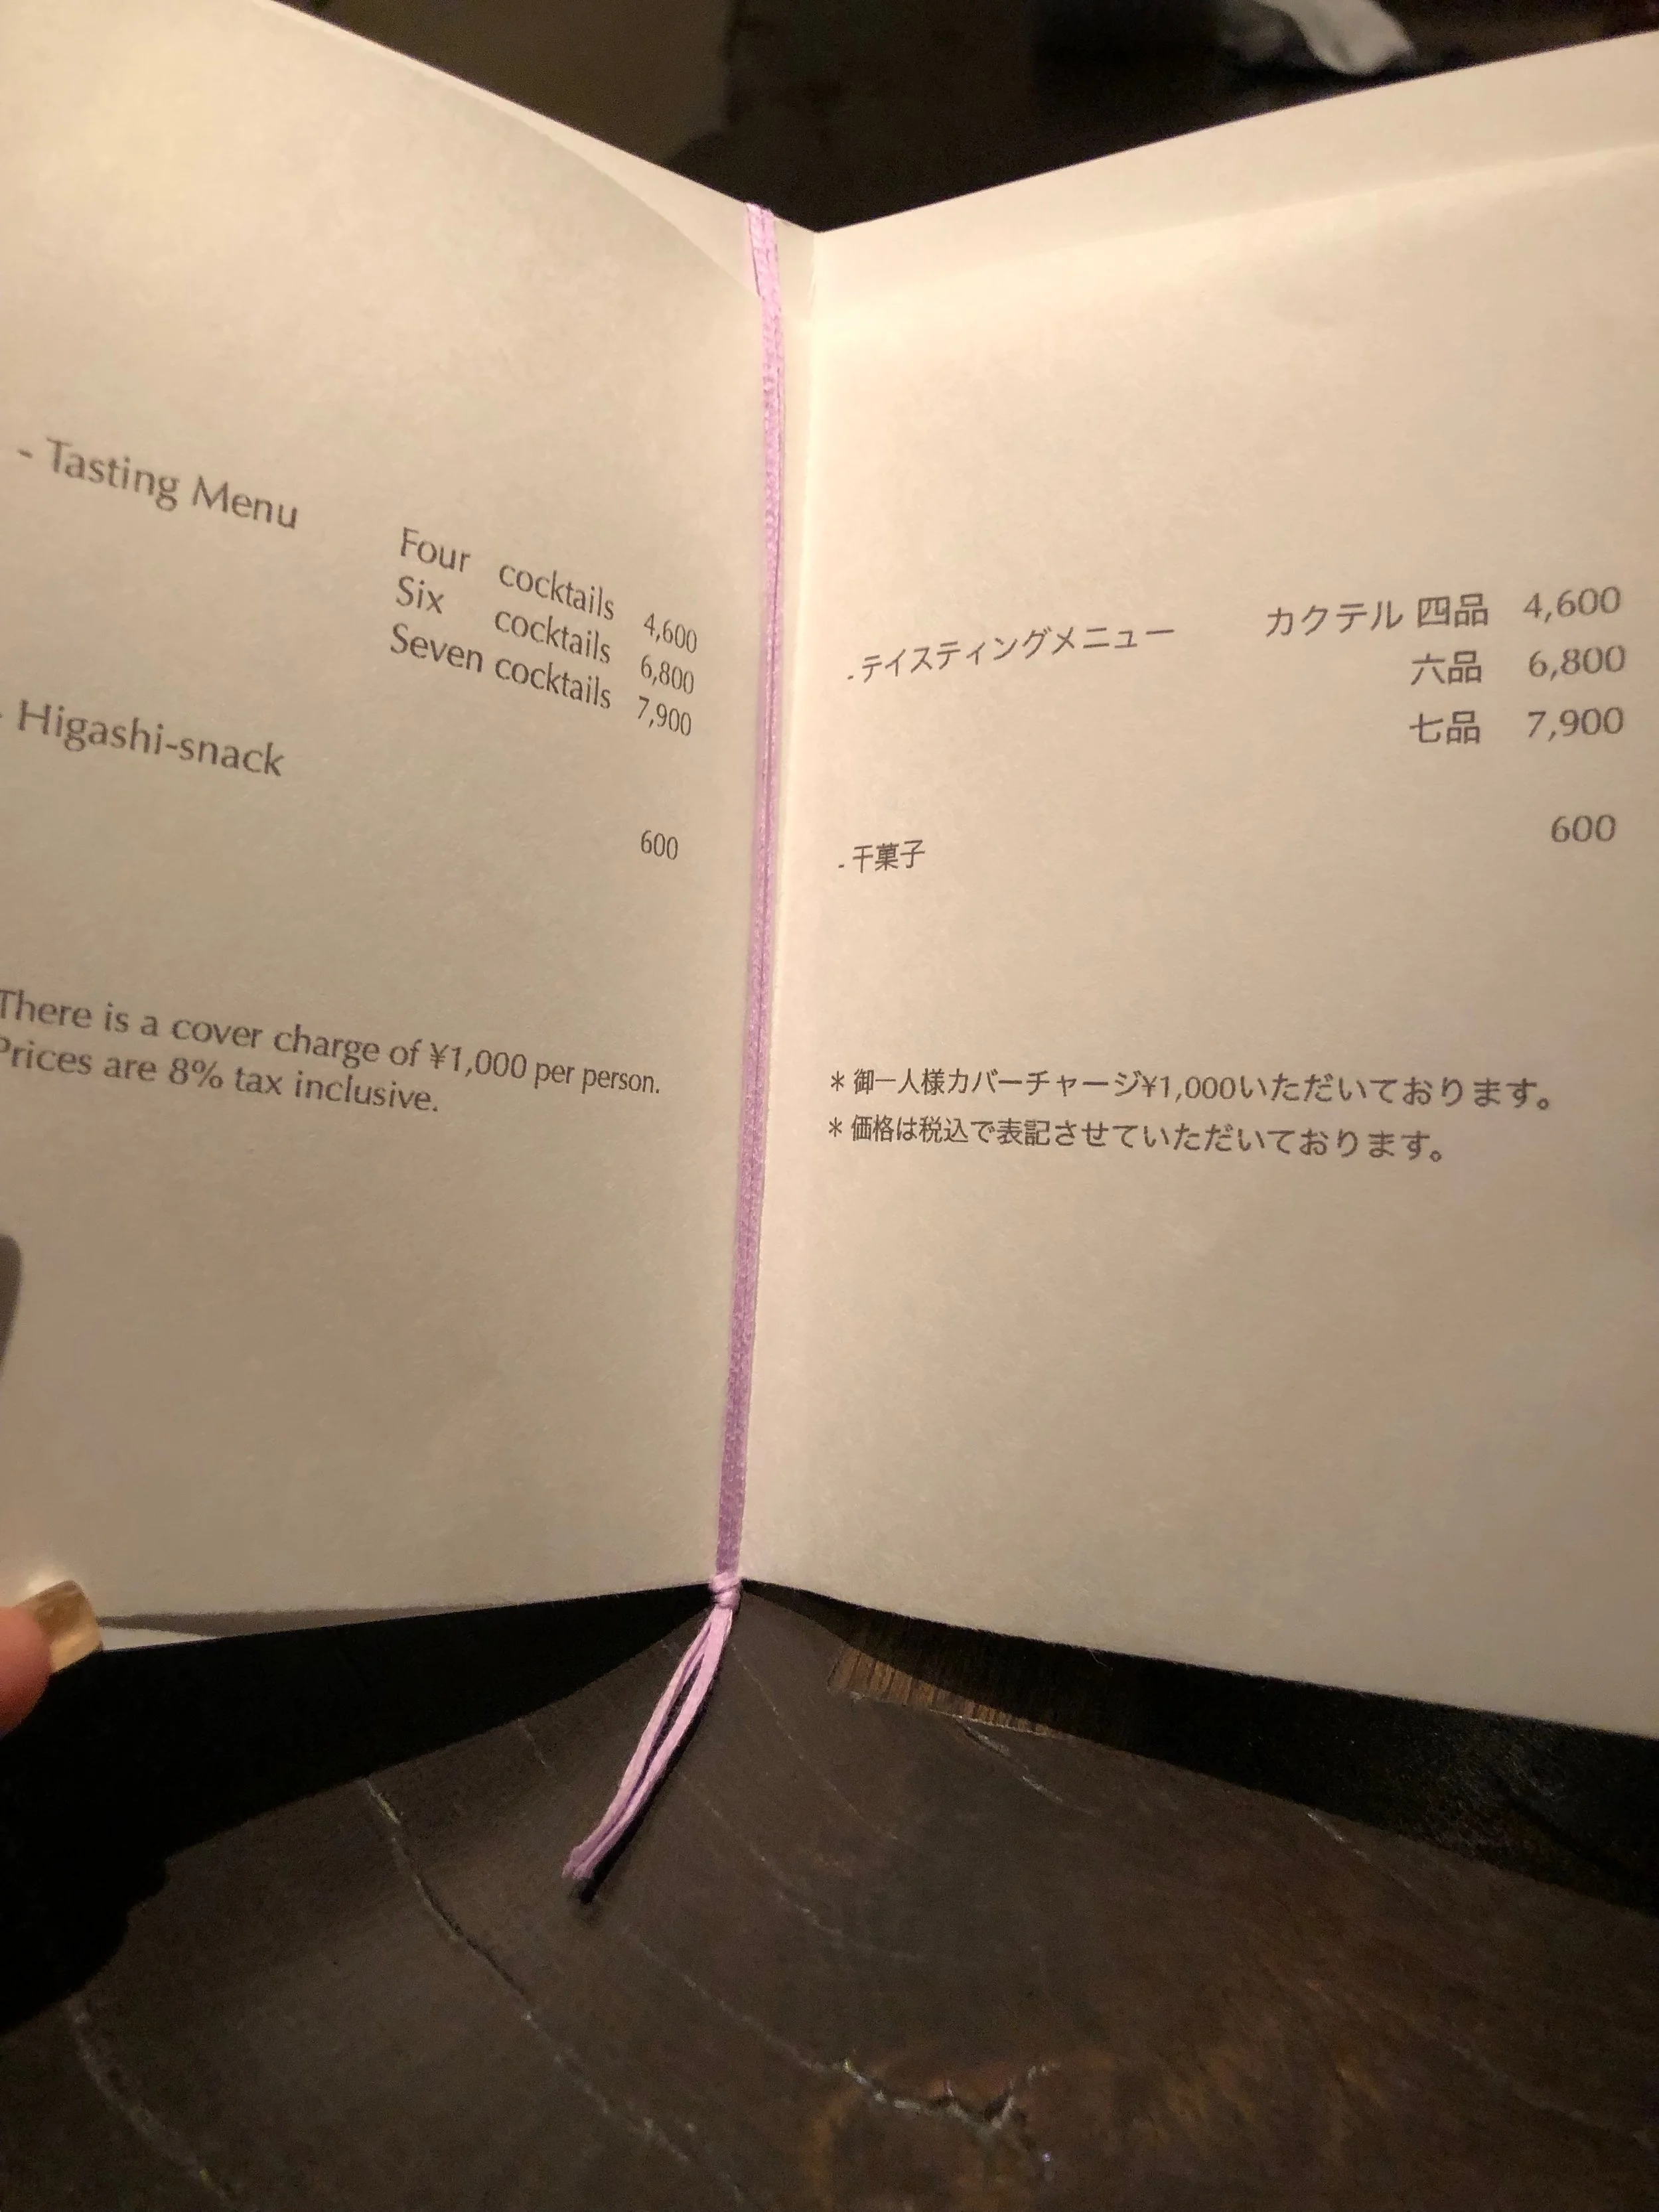 - Tasting Menu
Four cocktails 4,600
Six cocktails 6,800
Seven cocktails 7,900
- Higashi-snack
600
There is a cover charge of ¥1,000 per person.
Prices are 8% tax inclusive.
- テイスティングメニュー カクテル 四品 4,600
六品 6,800
七品 7,900
- 干菓子 600
＊御一人様カバーチャージ¥1,000いただいております。
＊価格は税込で表記させていただいております。